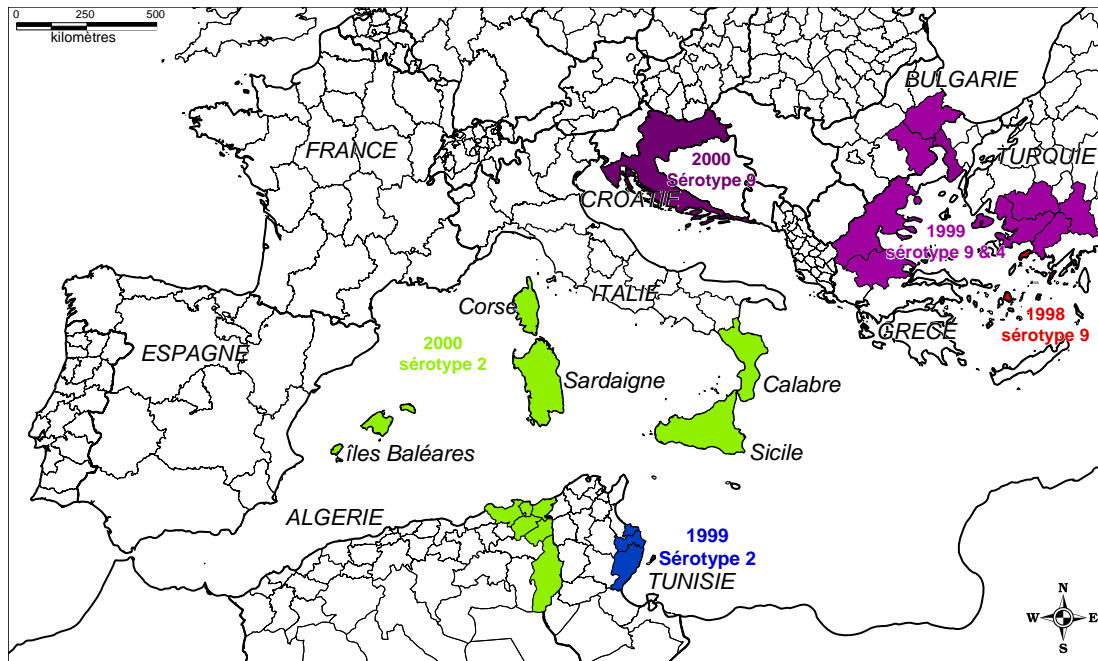 0 250 500
kilomètres
BULGARIE
FRANCE
TURQUIE
2000
Sérotype 9
CROATIE
1999
sérotype 9 & 4
ITALIE
Corse
1998
sérotype 9
GRECE
2000
sérotype 2
ESPAGNE
Sardaigne
Calabre
îles Baléares
Sicile
ALGERIE
1999
Sérotype 2
TUNISIE
N
W E
S